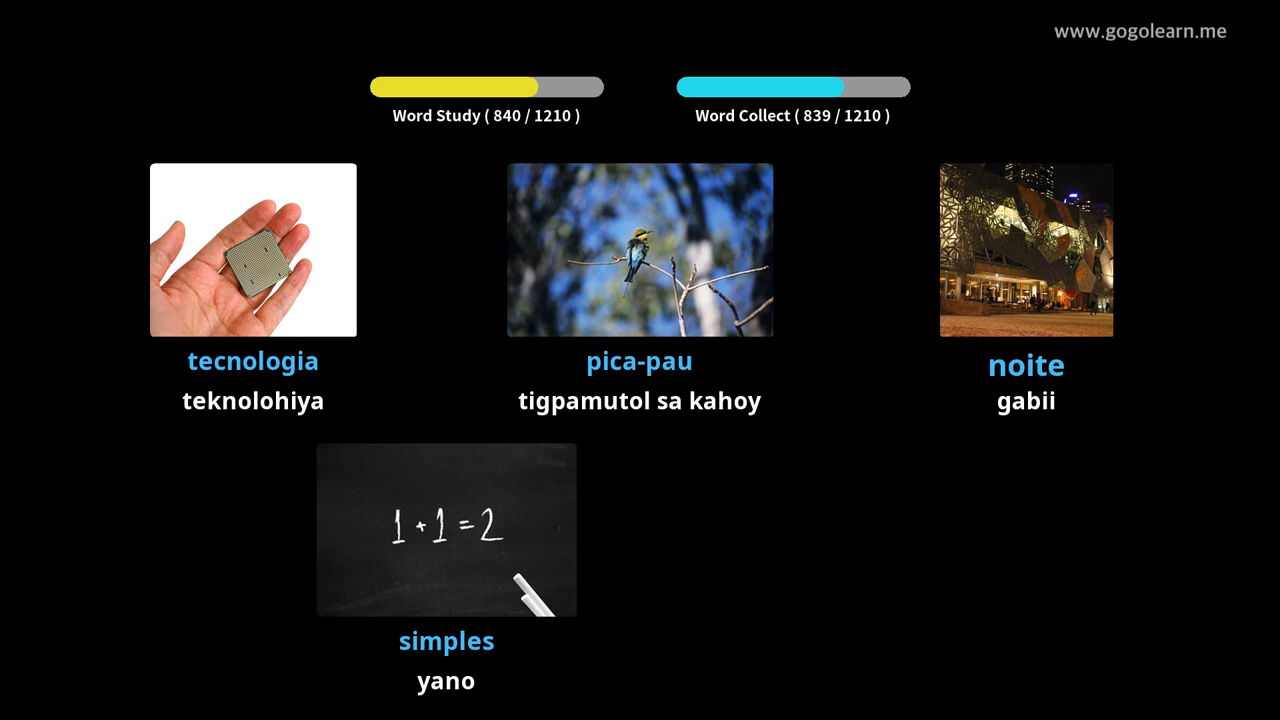 www.gogolearn.me
Word Study ( 840 / 1210 )
Word Collect ( 839 / 1210 )
tecnologia
teknolohiya
pica-pau
tigpamutol sa kahoy
noite
gabii
1 + 1 = 2
simples
yano